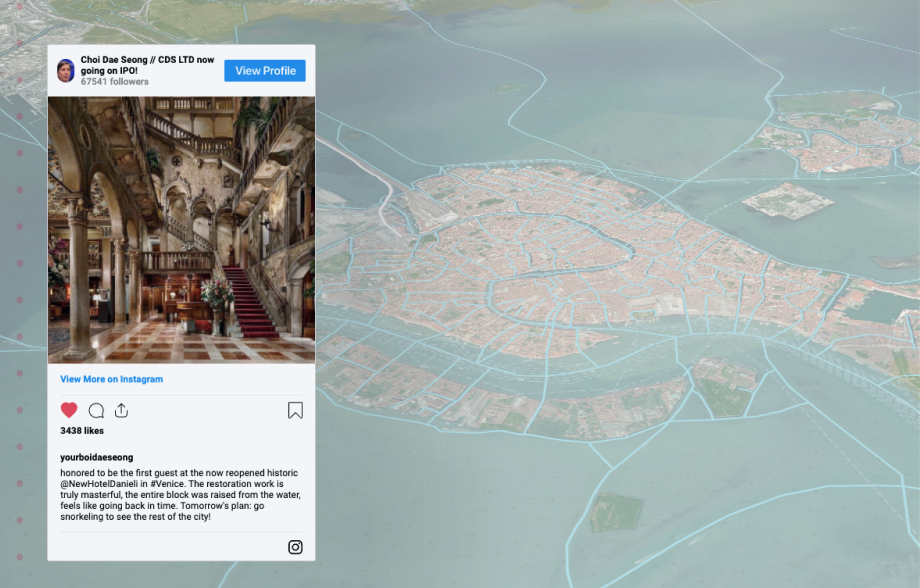 Choi Dae Seong // CDS LTD now
going on IPO!
67541 followers
View Profile
View More on Instagram
3438 likes
yourboidaeseong
honored to be the first guest at the now reopened historic
@NewHotelDanieli in #Venice. The restoration work is
truly masterful, the entire block was raised from the water,
feels like going back in time. Tomorrow's plan: go
snorkeling to see the rest of the city!